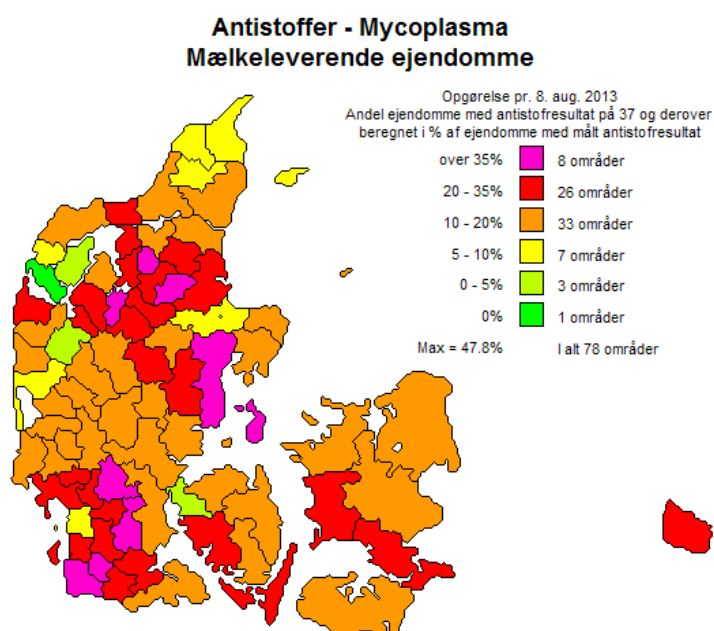 Antistoffer - Mycoplasma
Mælkeleverende ejendomme
Opgørelse pr. 8. aug. 2013
Andel ejendomme med antistofresultat på 37 og derover
beregnet i % af ejendomme med målt antistofresultat
over 35% 8 områder
20 - 35% 26 områder
10 - 20% 33 områder
5 - 10% 7 områder
0 - 5% 3 områder
0% 1 områder
Max = 47.8% I alt 78 områder